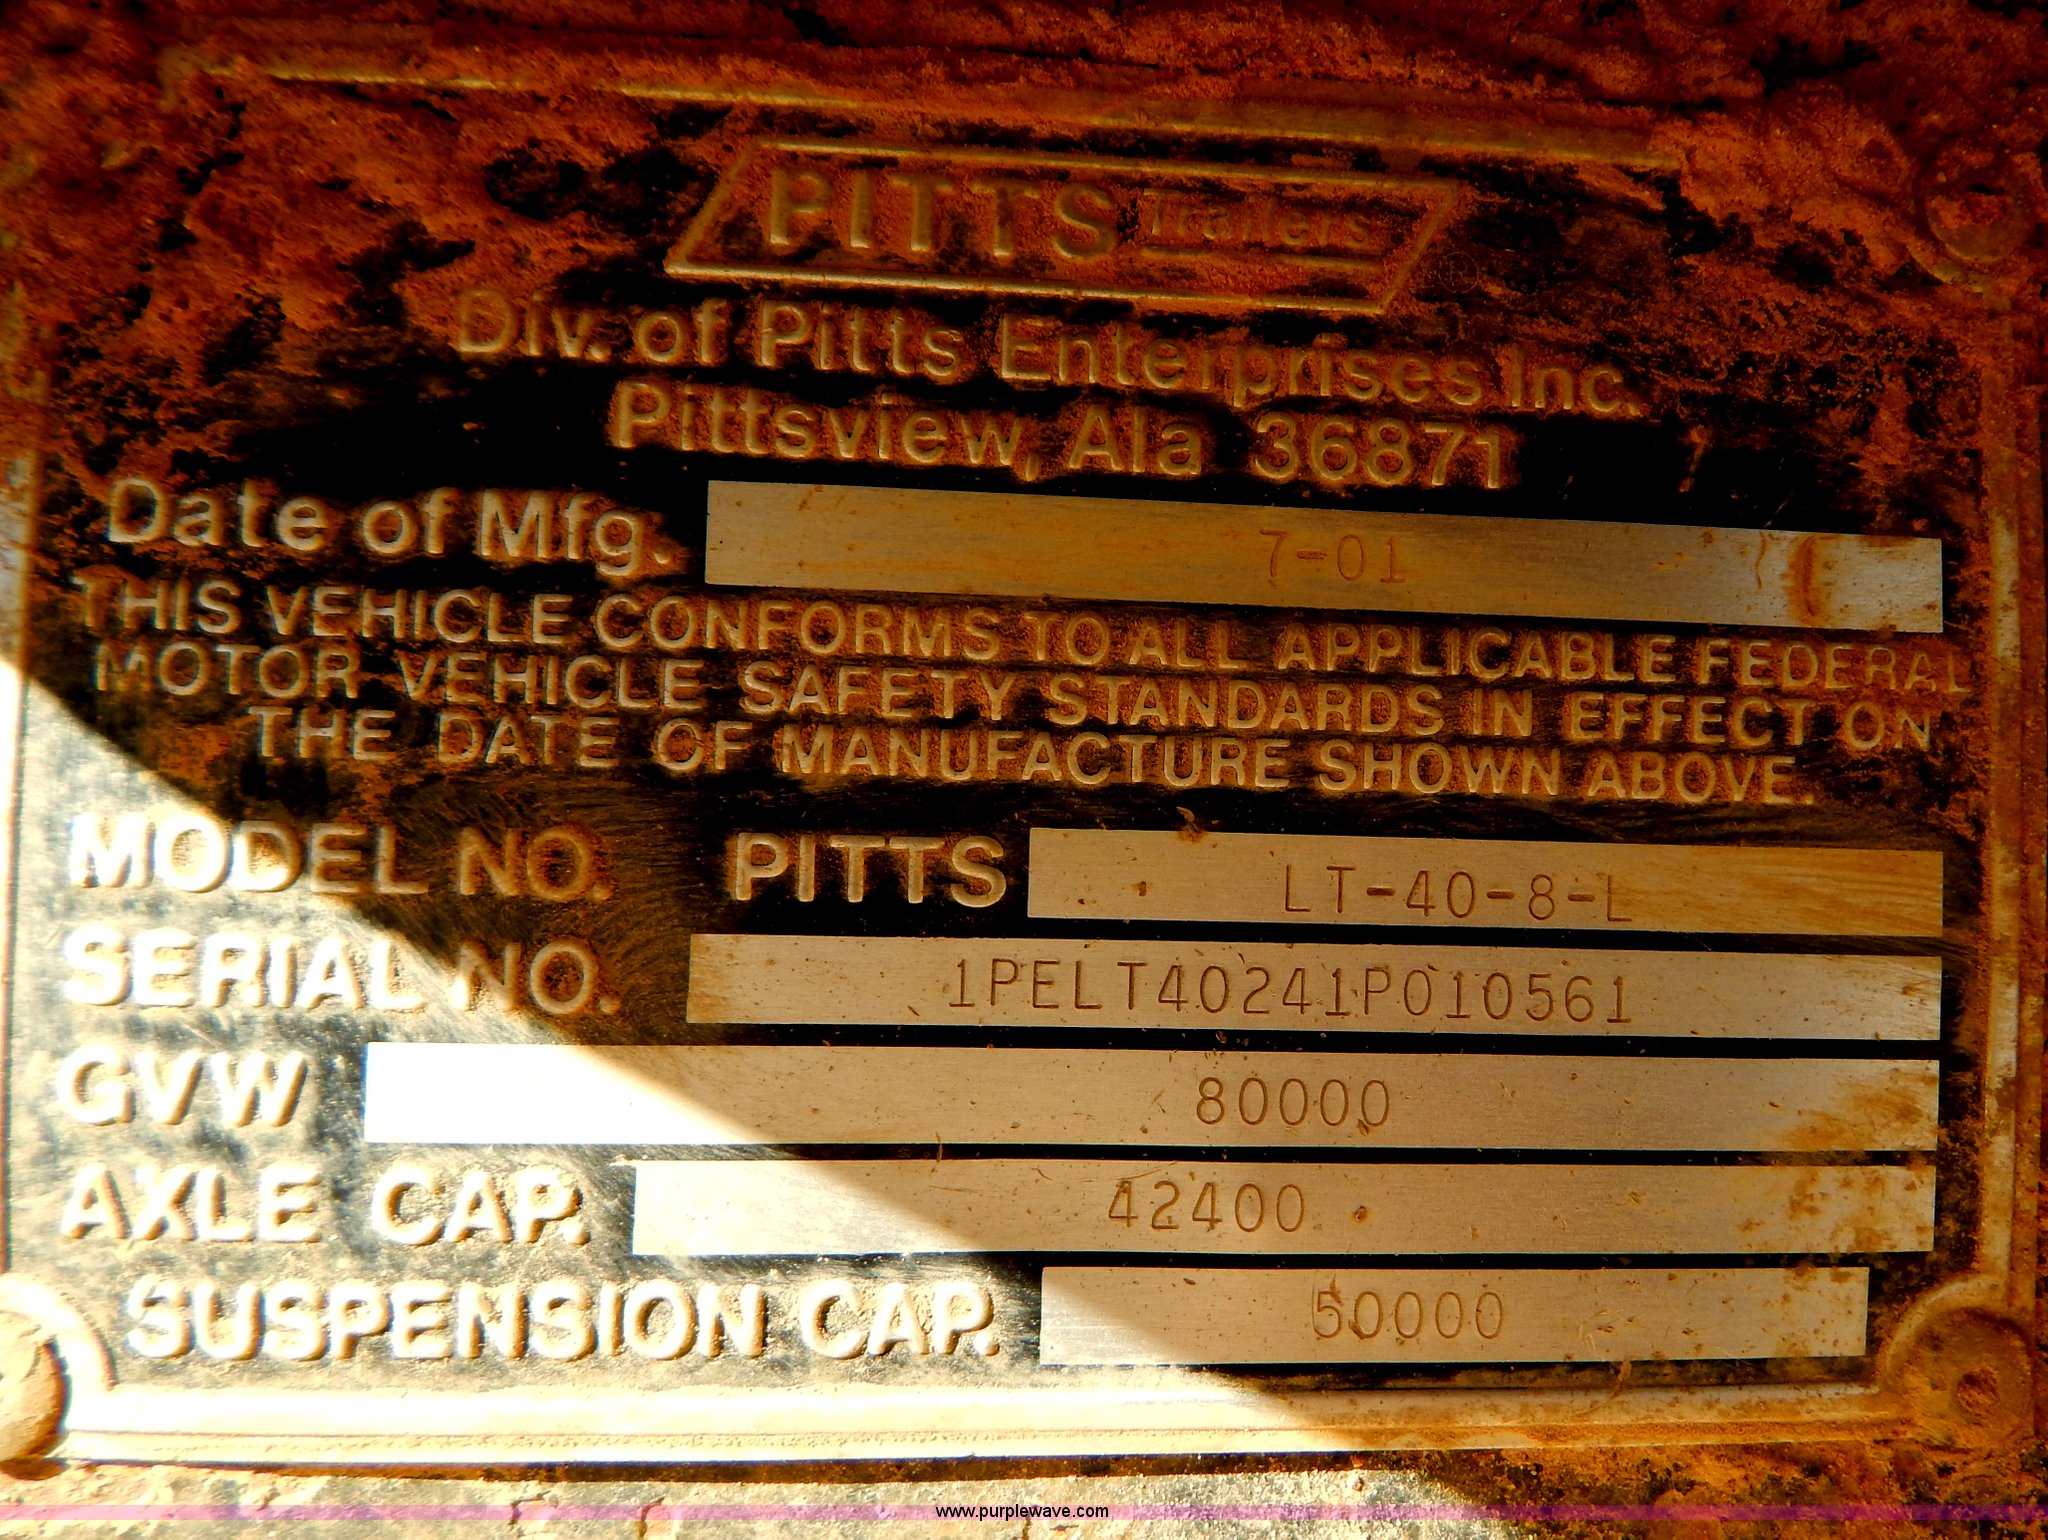 PITTS Trailers ®
Div. of Pitts Enterprises Inc.
Pittsview, Ala 36871
Date of Mfg. 7-01
THIS VEHICLE CONFORMS TO ALL APPLICABLE FEDERAL
MOTOR VEHICLE SAFETY STANDARDS IN EFFECT ON
THE DATE OF MANUFACTURE SHOWN ABOVE.
MODEL NO. PITTS LT-40-8-L
SERIAL NO. 1PELT40241P010561
GVW 80000
AXLE CAP. 42400
SUSPENSION CAP. 50000
www.purplewave.com